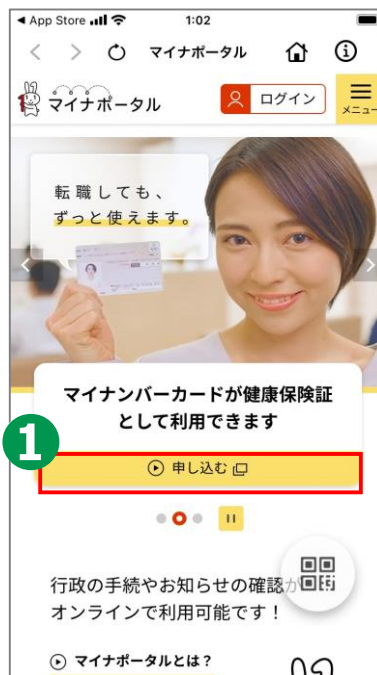 App Store
1:02
マイナポータル
マイナポータル
ログイン
メニュー
転職しても、
ずっと使えます。
マイナンバーカードが健康保険証
として利用できます
1
申し込む
行政の手続やお知らせの確認が
オンラインで利用可能です！
マイナポータルとは？